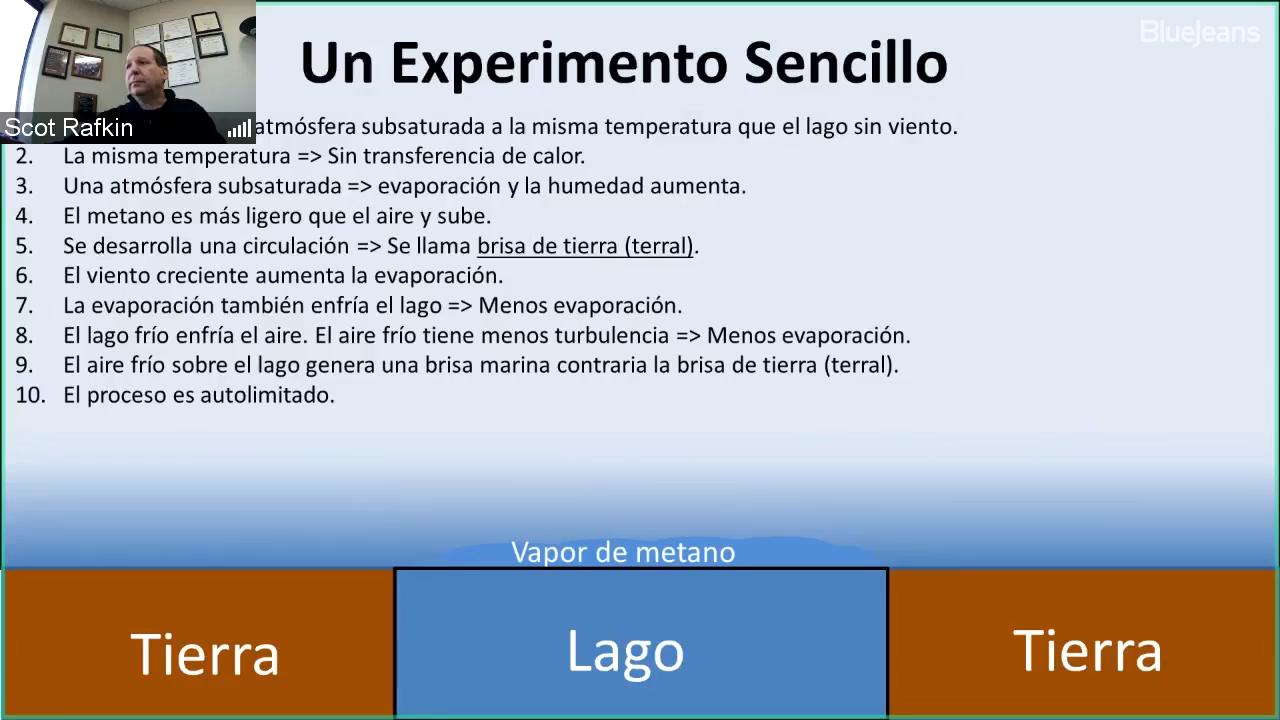 BlueJeans
Un Experimento Sencillo
Scot Rafkin
atmósfera subsaturada a la misma temperatura que el lago sin viento.
2. La misma temperatura => Sin transferencia de calor.
3. Una atmósfera subsaturada => evaporación y la humedad aumenta.
4. El metano es más ligero que el aire y sube.
5. Se desarrolla una circulación => Se llama brisa de tierra (terral).
6. El viento creciente aumenta la evaporación.
7. La evaporación también enfría el lago => Menos evaporación.
8. El lago frío enfría el aire. El aire frío tiene menos turbulencia => Menos evaporación.
9. El aire frío sobre el lago genera una brisa marina contraria la brisa de tierra (terral).
10. El proceso es autolimitado.
Vapor de metano
Tierra
Lago
Tierra